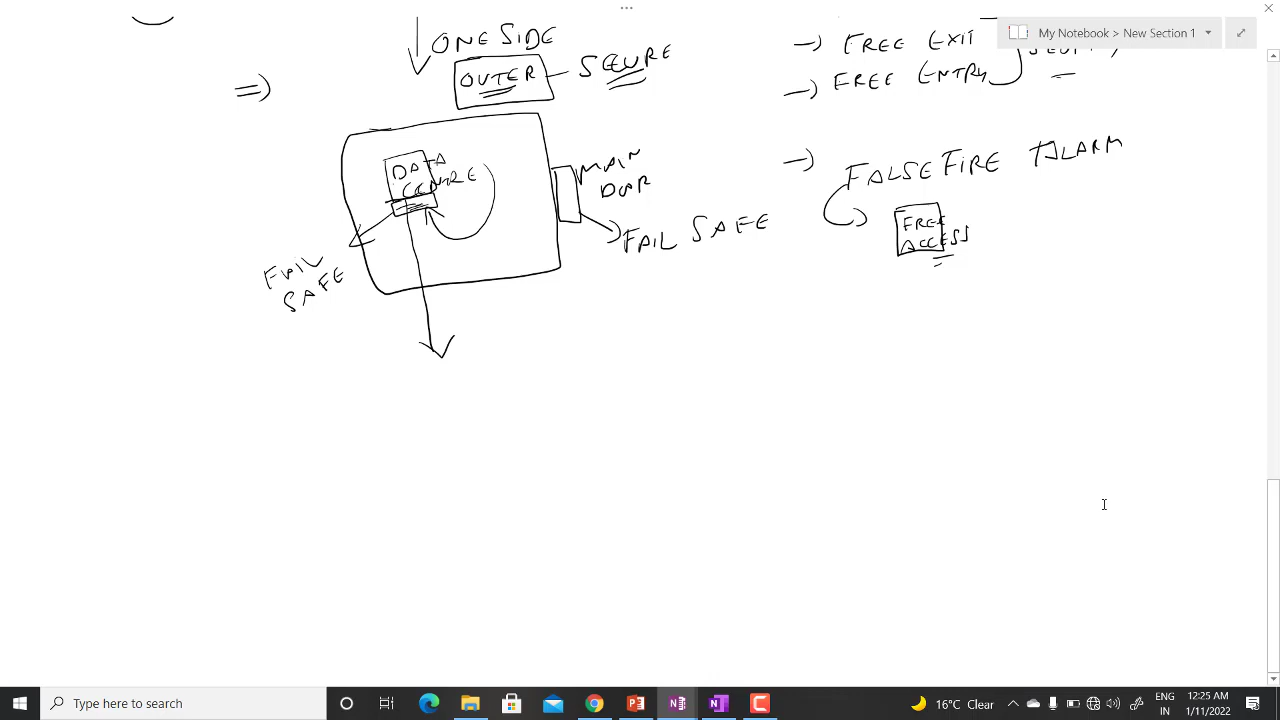 My Notebook > New Section 1
ONE SIDE
OUTER
SECURE
FREE EXIT
FREE ENTRY
DATA
CENTRE
MAIN
DOOR
FAIL SAFE
FAIL
SAFE
FALSE FIRE ALARM
FREE
ACCESS
Type here to search
16°C Clear
ENG
IN
12:25 AM
1/11/2022